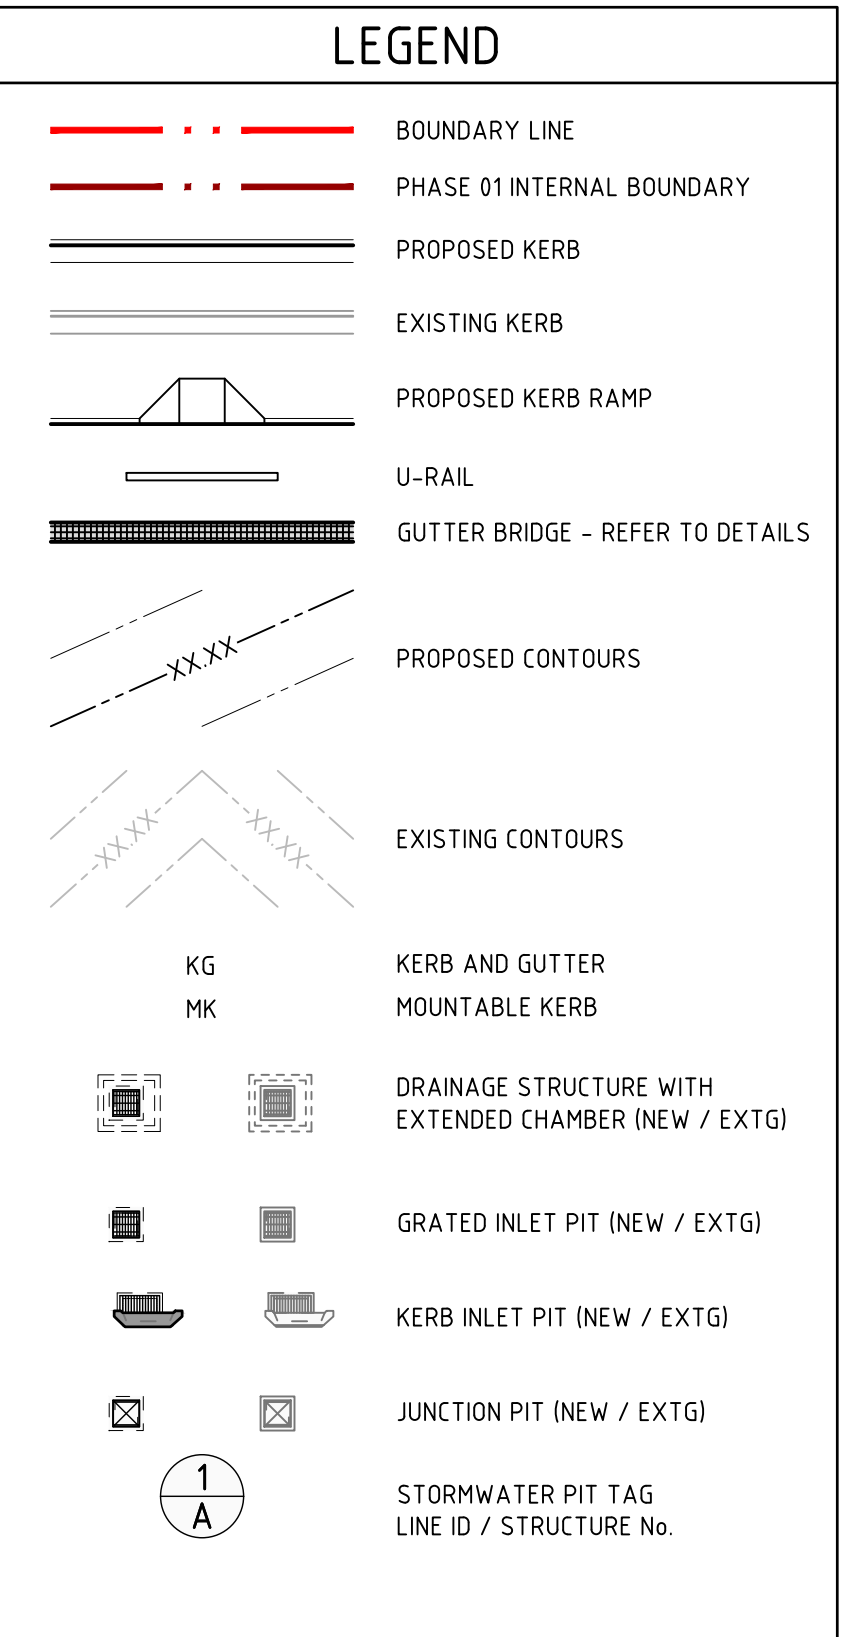 LEGEND
BOUNDARY LINE
PHASE 01 INTERNAL BOUNDARY
PROPOSED KERB
EXISTING KERB
PROPOSED KERB RAMP
U-RAIL
GUTTER BRIDGE - REFER TO DETAILS
XX.XX
PROPOSED CONTOURS
XX.XX XX.XX
EXISTING CONTOURS
KG KERB AND GUTTER
MK MOUNTABLE KERB
DRAINAGE STRUCTURE WITH
EXTENDED CHAMBER (NEW / EXTG)
GRATED INLET PIT (NEW / EXTG)
KERB INLET PIT (NEW / EXTG)
JUNCTION PIT (NEW / EXTG)
1
A
STORMWATER PIT TAG
LINE ID / STRUCTURE No.